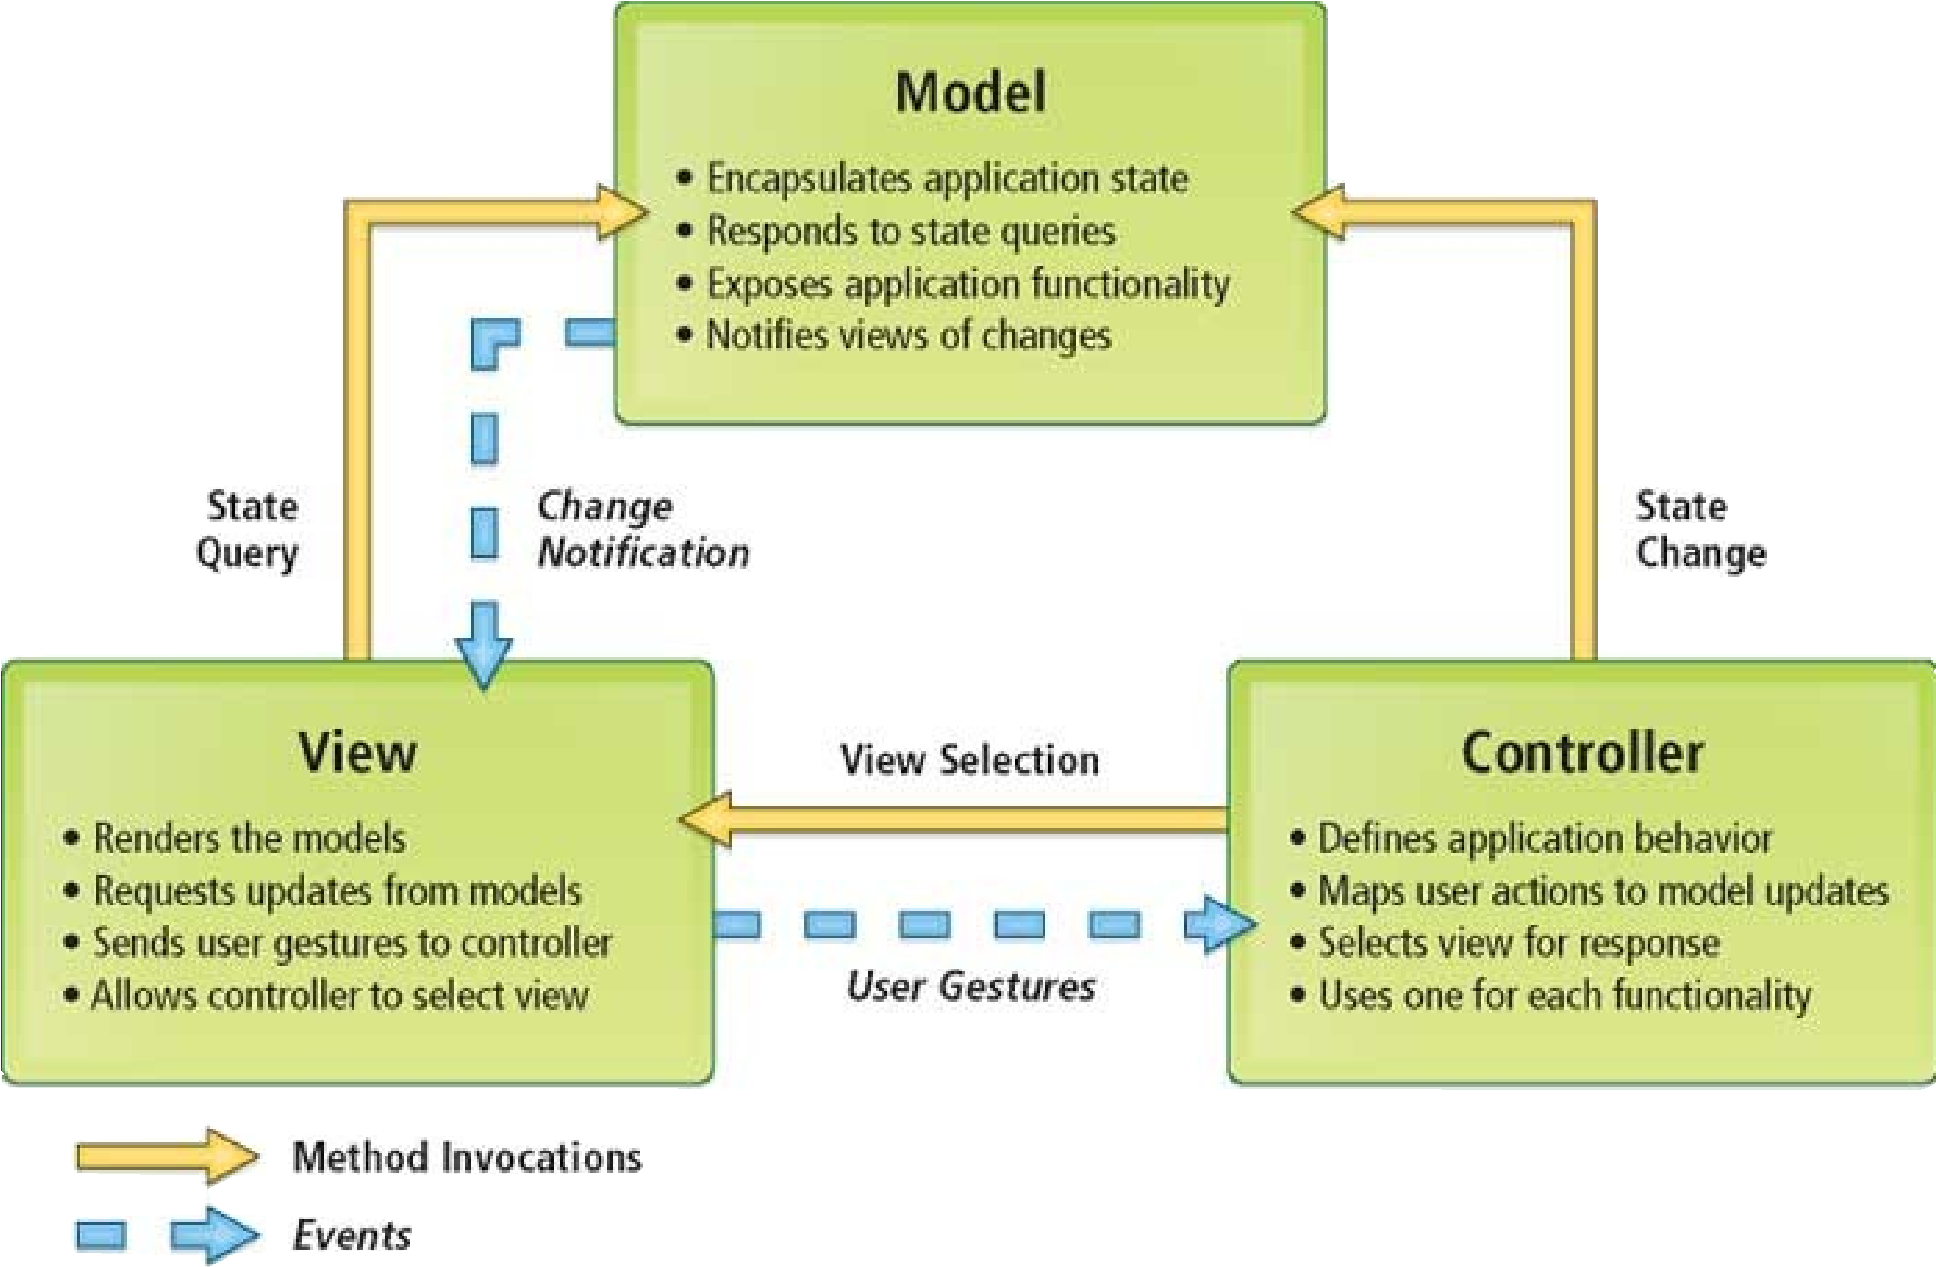 Model
• Encapsulates application state
• Responds to state queries
• Exposes application functionality
• Notifies views of changes
State
Query
Change
Notification
State
Change
View
• Renders the models
• Requests updates from models
• Sends user gestures to controller
• Allows controller to select view
View Selection
User Gestures
Controller
• Defines application behavior
• Maps user actions to model updates
• Selects view for response
• Uses one for each functionality
Method Invocations
Events